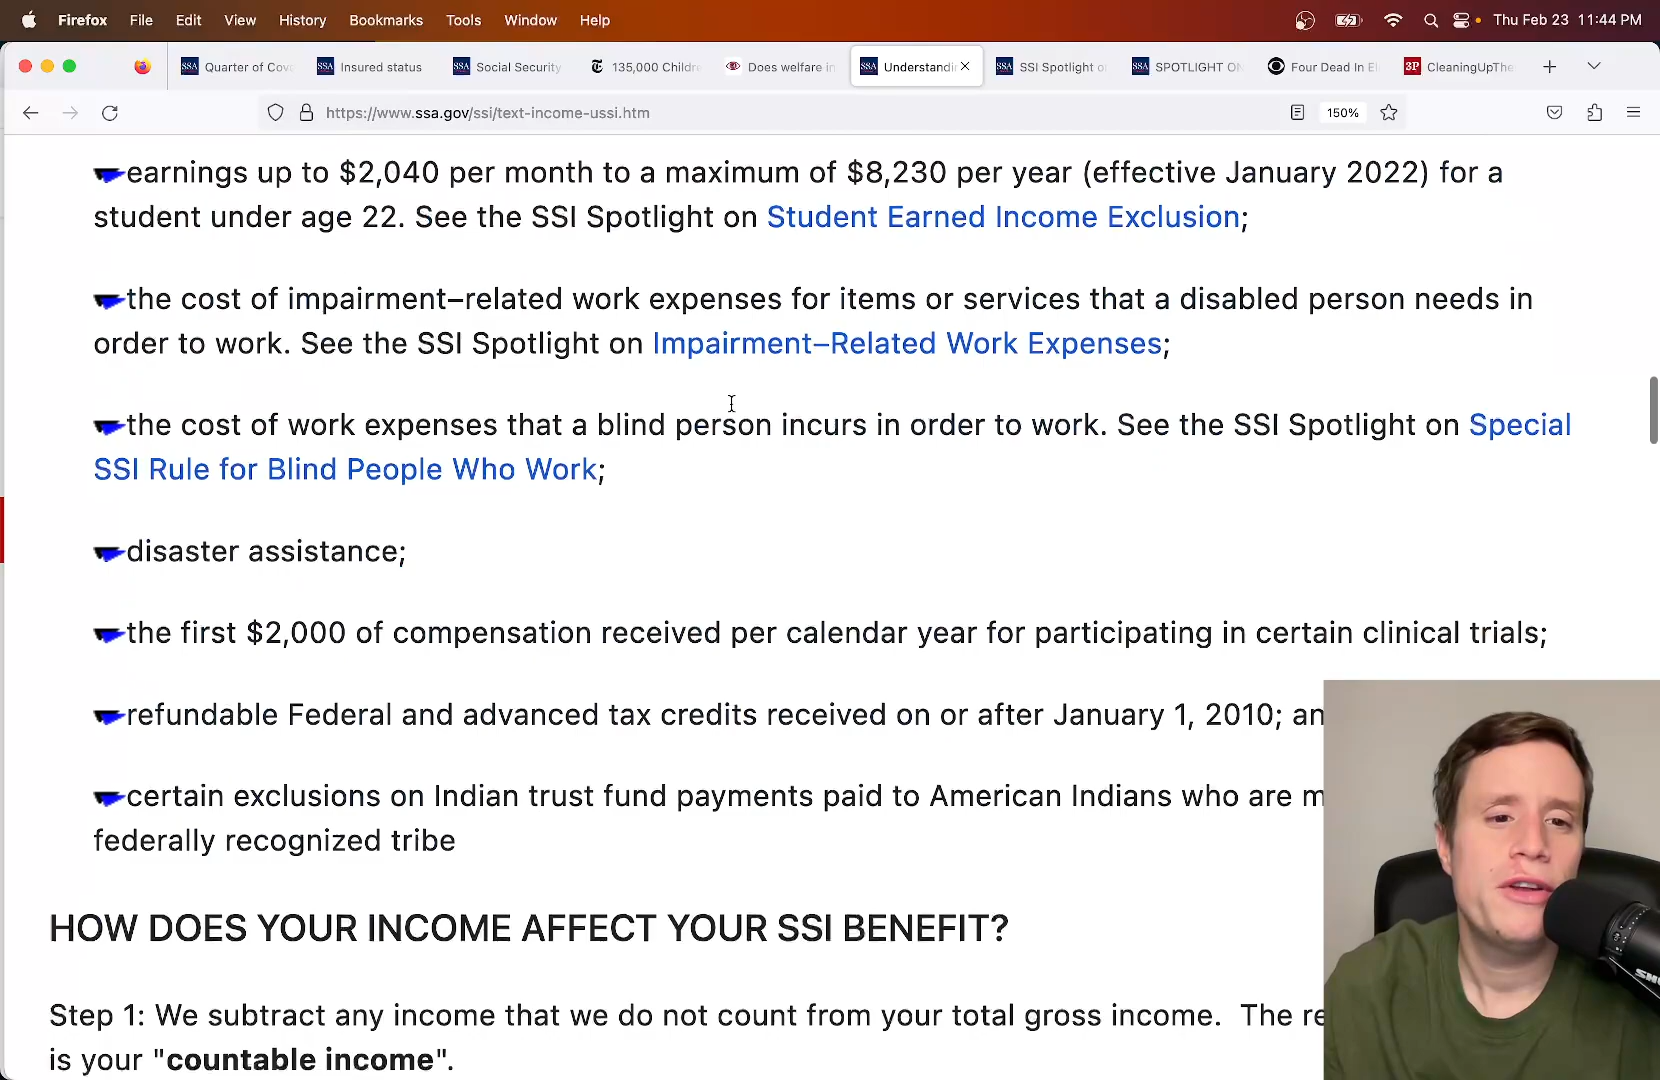 Firefox File Edit View History Bookmarks Tools Window Help Thu Feb 23 11:44 PM
SSA Quarter of Cov SSA Insured status SSA Social Security 135,000 Childr Does welfare in SSA Understandin SSA SSI Spotlight o SSA SPOTLIGHT ON Four Dead In El 3P CleaningUpThe
https://www.ssa.gov/ssi/text-income-ussi.htm 150%
earnings up to $2,040 per month to a maximum of $8,230 per year (effective January 2022) for a
student under age 22. See the SSI Spotlight on Student Earned Income Exclusion;
the cost of impairment–related work expenses for items or services that a disabled person needs in
order to work. See the SSI Spotlight on Impairment–Related Work Expenses;
the cost of work expenses that a blind person incurs in order to work. See the SSI Spotlight on Special
SSI Rule for Blind People Who Work;
disaster assistance;
the first $2,000 of compensation received per calendar year for participating in certain clinical trials;
refundable Federal and advanced tax credits received on or after January 1, 2010; an
certain exclusions on Indian trust fund payments paid to American Indians who are m
federally recognized tribe
HOW DOES YOUR INCOME AFFECT YOUR SSI BENEFIT?
Step 1: We subtract any income that we do not count from your total gross income. The re
is your "countable income".